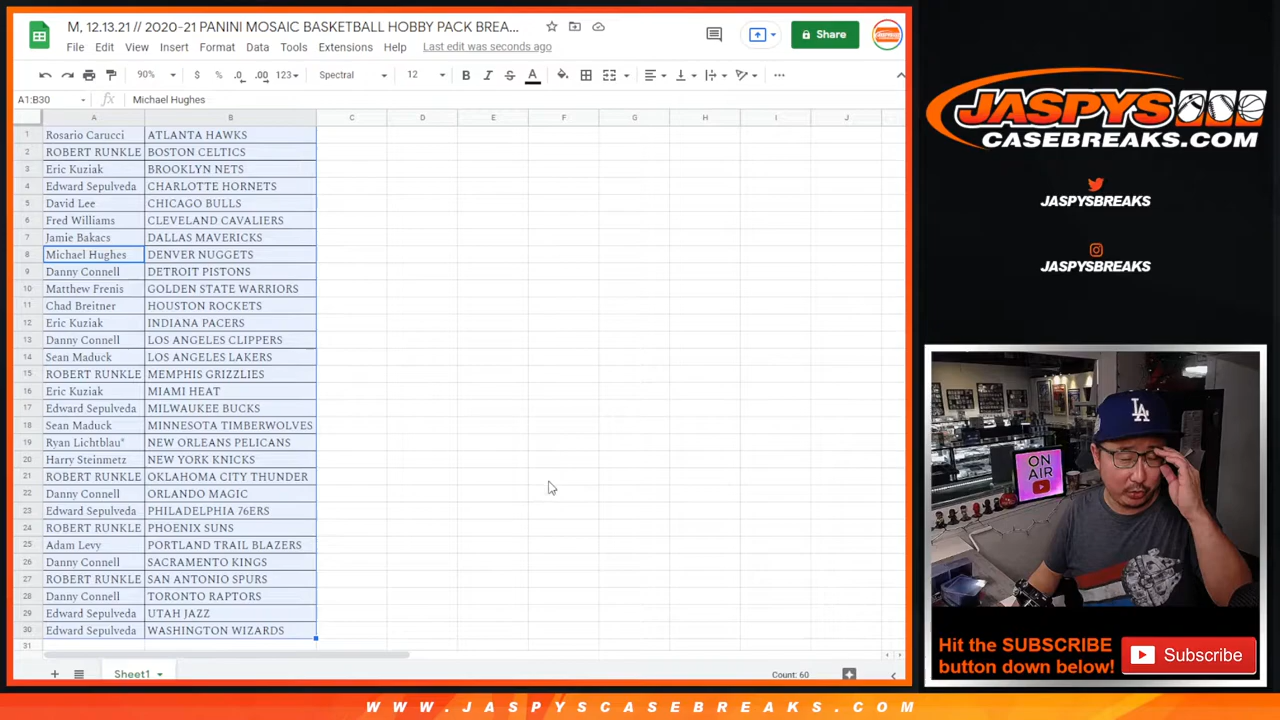 M, 12.13.21 // 2020-21 PANINI MOSAIC BASKETBALL HOBBY PACK BREA...
File Edit View Insert Format Data Tools Extensions Help Last edit was seconds ago
Share
90% $ % .0 .00 123 Spectral 12 B I S A
A1:B30 fx Michael Hughes
A B C D E F G H I J
1 Rosario Carucci ATLANTA HAWKS
2 ROBERT RUNKLE BOSTON CELTICS
3 Eric Kuziak BROOKLYN NETS
4 Edward Sepulveda CHARLOTTE HORNETS
5 David Lee CHICAGO BULLS
6 Fred Williams CLEVELAND CAVALIERS
7 Jamie Bakacs DALLAS MAVERICKS
8 Michael Hughes DENVER NUGGETS
9 Danny Connell DETROIT PISTONS
10 Matthew Frenis GOLDEN STATE WARRIORS
11 Chad Breitner HOUSTON ROCKETS
12 Eric Kuziak INDIANA PACERS
13 Danny Connell LOS ANGELES CLIPPERS
14 Sean Maduck LOS ANGELES LAKERS
15 ROBERT RUNKLE MEMPHIS GRIZZLIES
16 Eric Kuziak MIAMI HEAT
17 Edward Sepulveda MILWAUKEE BUCKS
18 Sean Maduck MINNESOTA TIMBERWOLVES
19 Ryan Lichtblau* NEW ORLEANS PELICANS
20 Harry Steinmetz NEW YORK KNICKS
21 ROBERT RUNKLE OKLAHOMA CITY THUNDER
22 Danny Connell ORLANDO MAGIC
23 Edward Sepulveda PHILADELPHIA 76ERS
24 ROBERT RUNKLE PHOENIX SUNS
25 Adam Levy PORTLAND TRAIL BLAZERS
26 Danny Connell SACRAMENTO KINGS
27 ROBERT RUNKLE SAN ANTONIO SPURS
28 Danny Connell TORONTO RAPTORS
29 Edward Sepulveda UTAH JAZZ
30 Edward Sepulveda WASHINGTON WIZARDS
31
Sheet1
Count: 60
JASPYS
CASEBREAKS.COM
JASPYSBREAKS
JASPYSBREAKS
LA
ON
AIR
Hit the SUBSCRIBE
button down below!
Subscribe
WWW.JASPYSCASEBREAKS.COM